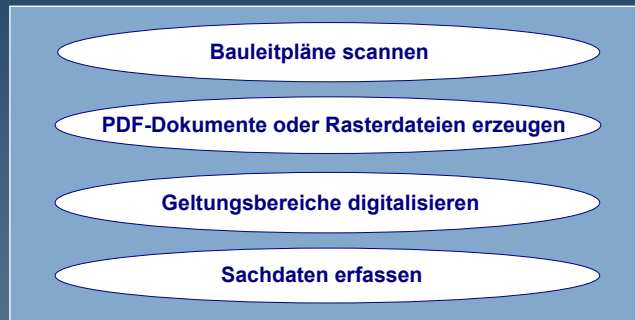 Bauleitpläne scannen
PDF-Dokumente oder Rasterdateien erzeugen
Geltungsbereiche digitalisieren
Sachdaten erfassen